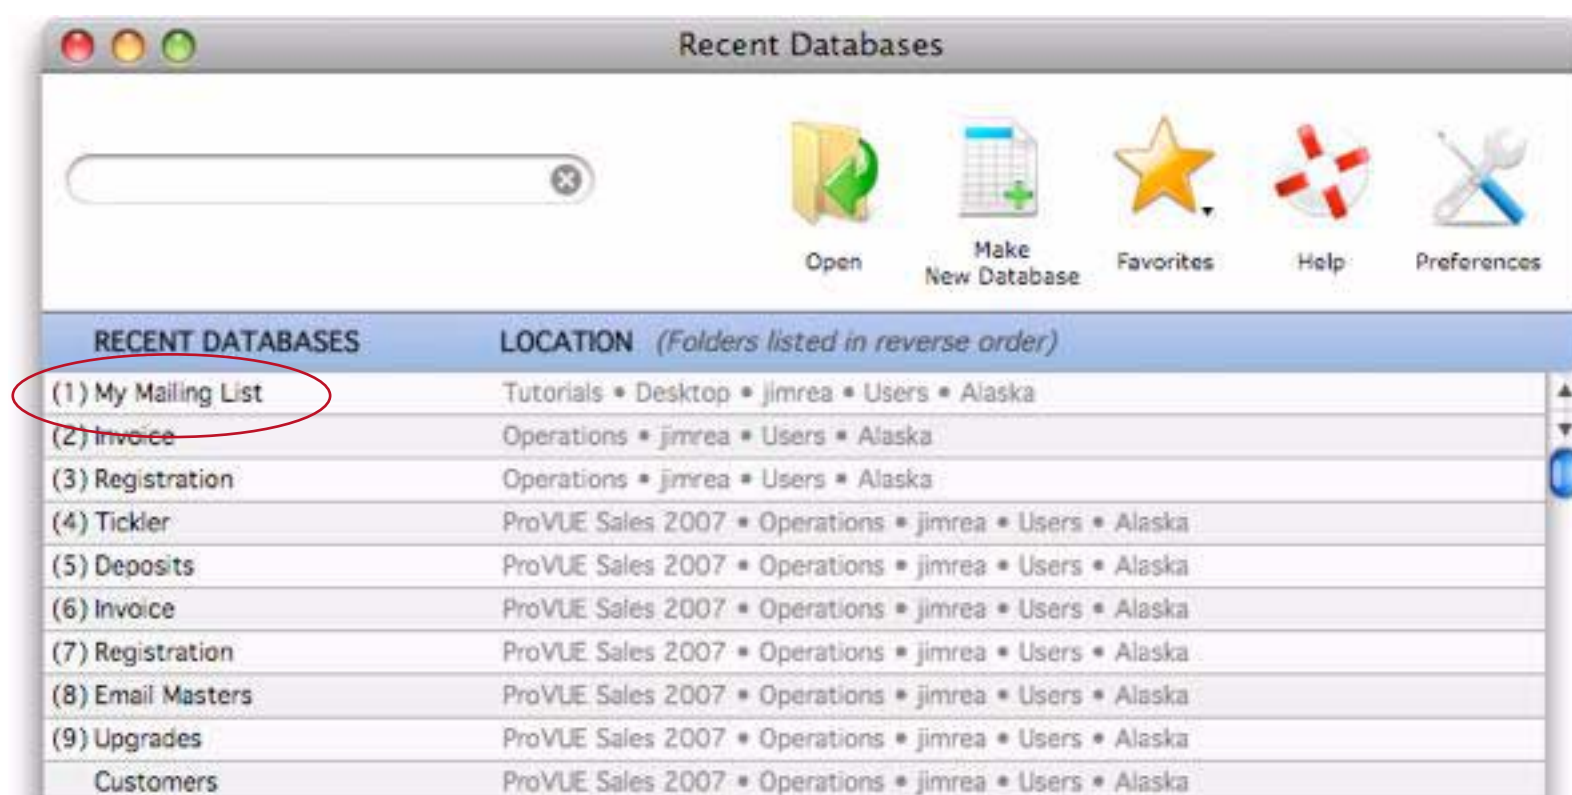 Recent Databases
Open
Make
New Database
Favorites
Help
Preferences
RECENT DATABASES LOCATION (Folders listed in reverse order)
(1) My Mailing List Tutorials • Desktop • jimrea • Users • Alaska
(2) Invoice Operations • jimrea • Users • Alaska
(3) Registration Operations • jimrea • Users • Alaska
(4) Tickler ProVUE Sales 2007 • Operations • jimrea • Users • Alaska
(5) Deposits ProVUE Sales 2007 • Operations • jimrea • Users • Alaska
(6) Invoice ProVUE Sales 2007 • Operations • jimrea • Users • Alaska
(7) Registration ProVUE Sales 2007 • Operations • jimrea • Users • Alaska
(8) Email Masters ProVUE Sales 2007 • Operations • jimrea • Users • Alaska
(9) Upgrades ProVUE Sales 2007 • Operations • jimrea • Users • Alaska
Customers ProVUE Sales 2007 • Operations • jimrea • Users • Alaska